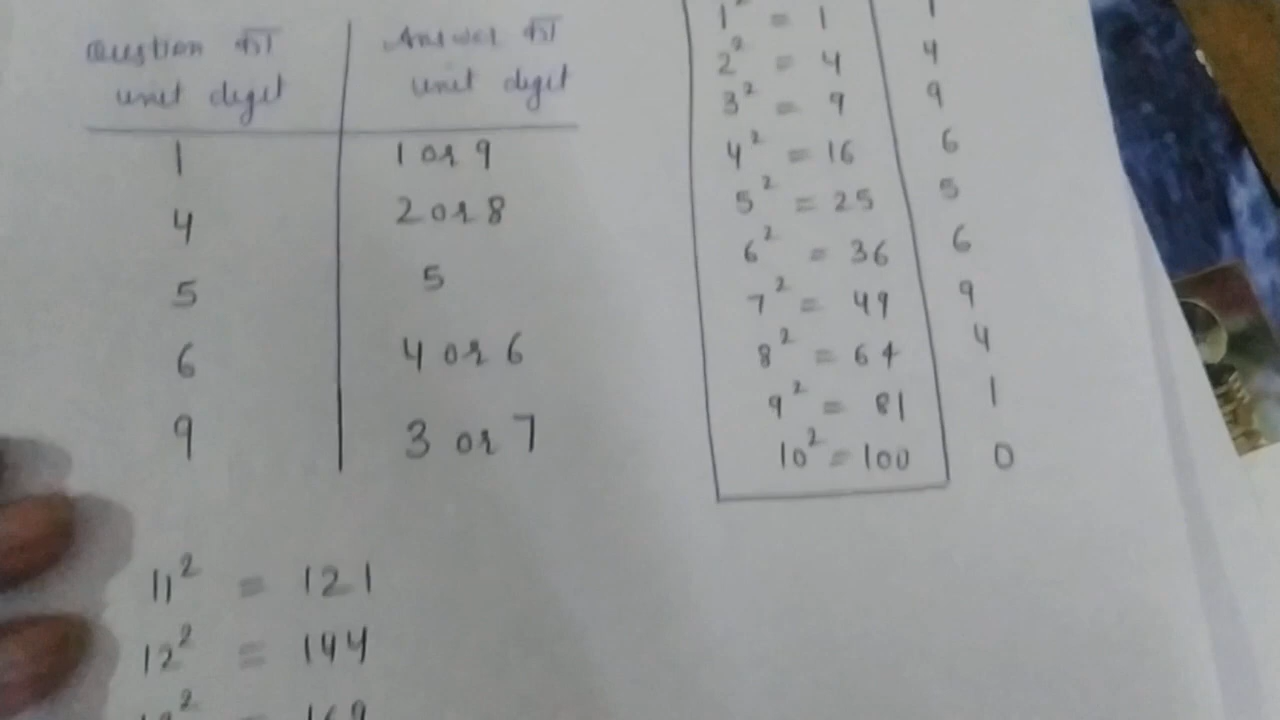 Question का Answer का
unit digit unit digit
1 1 or 9
4 2 or 8
5 5
6 4 or 6
9 3 or 7
1² = 1 1
2² = 4 4
3² = 9 9
4² = 16 6
5² = 25 5
6² = 36 6
7² = 49 9
8² = 64 4
9² = 81 1
10² = 100 0
11² = 121
12² = 144
= 169